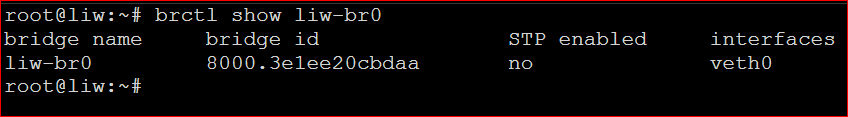 root@liw:~# brctl show liw-br0
bridge name bridge id STP enabled interfaces
liw-br0 8000.3e1ee20cbdaa no veth0
root@liw:~#